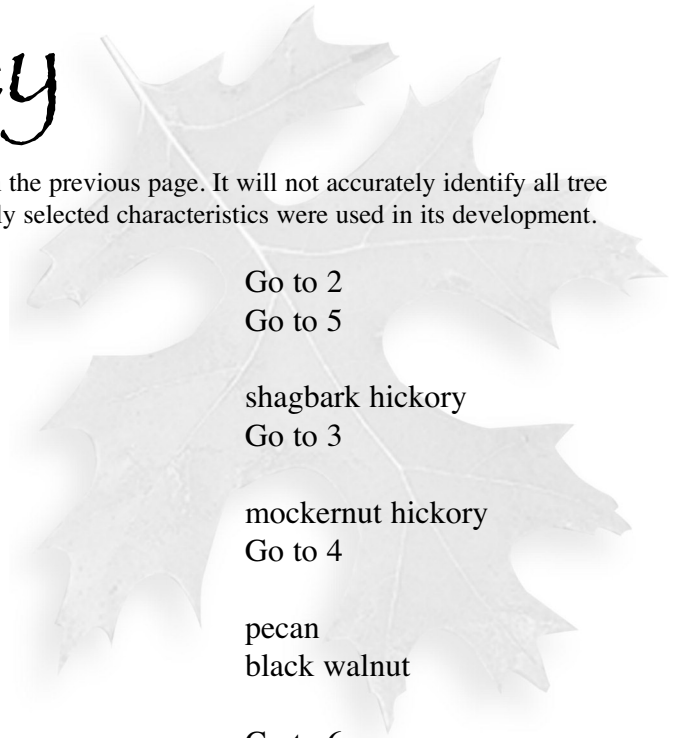 the previous page. It will not accurately identify all tree
selected characteristics were used in its development.
Go to 2
Go to 5
shagbark hickory
Go to 3
mockernut hickory
Go to 4
pecan
black walnut